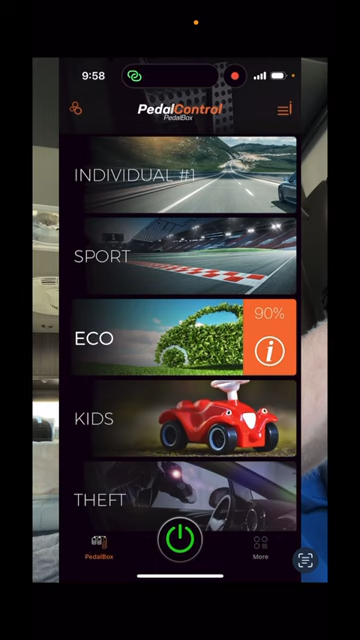 9:58
PedalControl
PedalBox
INDIVIDUAL #1
SPORT
ECO
90%
i
KIDS
THEFT
PedalBox
More